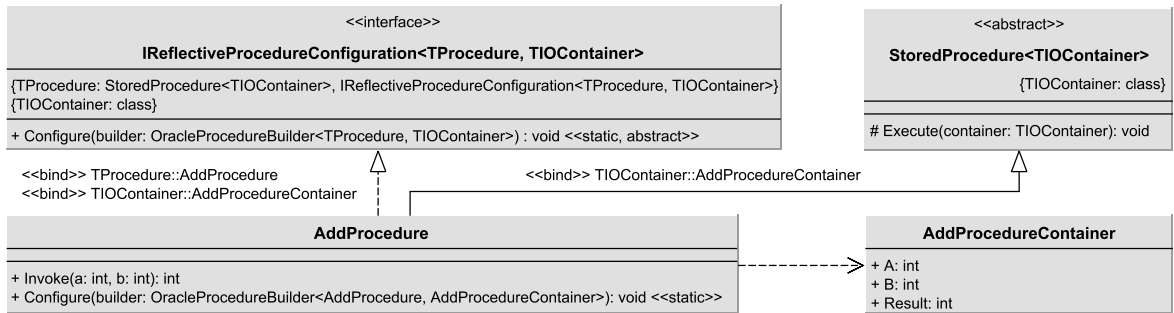 <<interface>>
IReflectiveProcedureConfiguration<TProcedure, TIOContainer>
{TProcedure: StoredProcedure<TIOContainer>, IReflectiveProcedureConfiguration<TProcedure, TIOContainer>}
{TIOContainer: class}
+ Configure(builder: OracleProcedureBuilder<TProcedure, TIOContainer>) : void <<static, abstract>>
<<abstract>>
StoredProcedure<TIOContainer>
{TIOContainer: class}
# Execute(container: TIOContainer): void
<<bind>> TProcedure::AddProcedure
<<bind>> TIOContainer::AddProcedureContainer
<<bind>> TIOContainer::AddProcedureContainer
AddProcedure
+ Invoke(a: int, b: int): int
+ Configure(builder: OracleProcedureBuilder<AddProcedure, AddProcedureContainer>): void <<static>>
AddProcedureContainer
+ A: int
+ B: int
+ Result: int